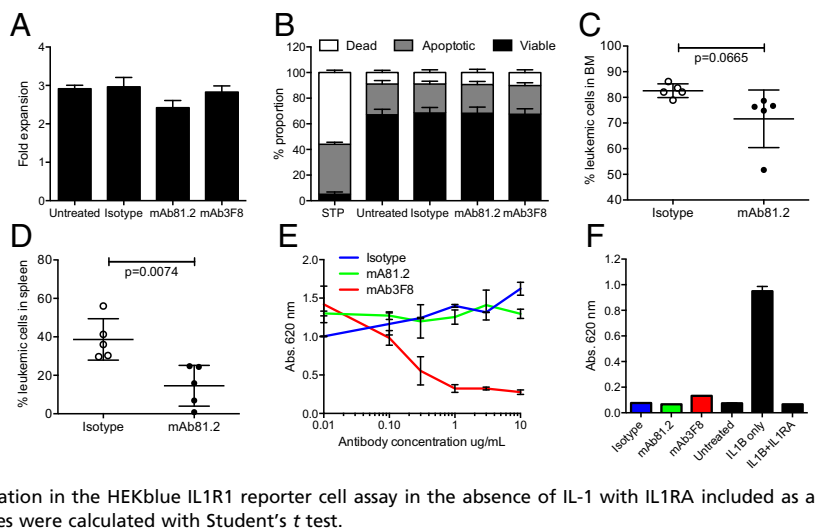 A
B
C
4
3
2
1
0
Fold expansion
Untreated Isotype mAb81.2 mAb3F8
Dead Apoptotic Viable
120
100
80
60
40
20
0
% proportion
STP Untreated Isotype mAb81.2 mAb3F8
100
90
80
70
60
50
40
% leukemic cells in BM
p=0.0665
Isotype mAb81.2
D
E
F
80
60
40
20
0
% leukemic cells in spleen
p=0.0074
Isotype mAb81.2
Isotype
mA81.2
mAb3F8
2.0
1.5
1.0
0.5
0.0
Abs. 620 nm
0.01 0.10 1 10
Antibody concentration ug/mL
1.2
1.0
0.8
0.6
0.4
0.2
0.0
Abs. 620 nm
Isotype
mAb81.2
mAb3F8
Untreated
IL1B only
IL1B+IL1RA
ation in the HEKblue IL1R1 reporter cell assay in the absence of IL-1 with IL1RA included as a
es were calculated with Student's t test.